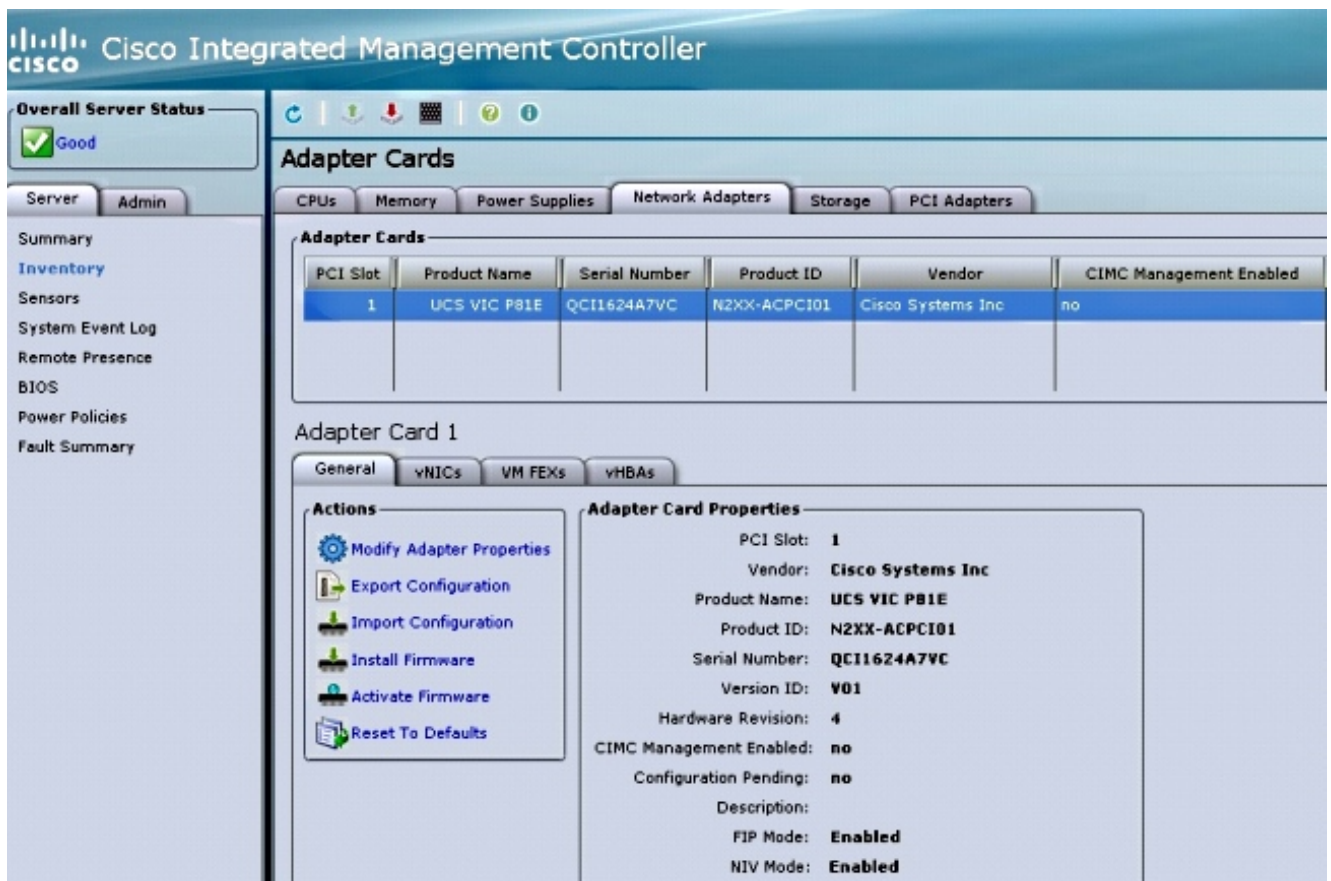 CISCO Cisco Integrated Management Controller
Overall Server Status
Good
Server Admin
Summary
Inventory
Sensors
System Event Log
Remote Presence
BIOS
Power Policies
Fault Summary
Adapter Cards
CPUs Memory Power Supplies Network Adapters Storage PCI Adapters
Adapter Cards
PCI Slot Product Name Serial Number Product ID Vendor CIMC Management Enabled
1 UCS VIC P81E QCI1624A7VC N2XX-ACPCI01 Cisco Systems Inc no
Adapter Card 1
General vNICs VM FEXs vHBAs
Actions
Modify Adapter Properties
Export Configuration
Import Configuration
Install Firmware
Activate Firmware
Reset To Defaults
Adapter Card Properties
PCI Slot: 1
Vendor: Cisco Systems Inc
Product Name: UCS VIC P81E
Product ID: N2XX-ACPCI01
Serial Number: QCI1624A7VC
Version ID: V01
Hardware Revision: 4
CIMC Management Enabled: no
Configuration Pending: no
Description:
FIP Mode: Enabled
NIV Mode: Enabled